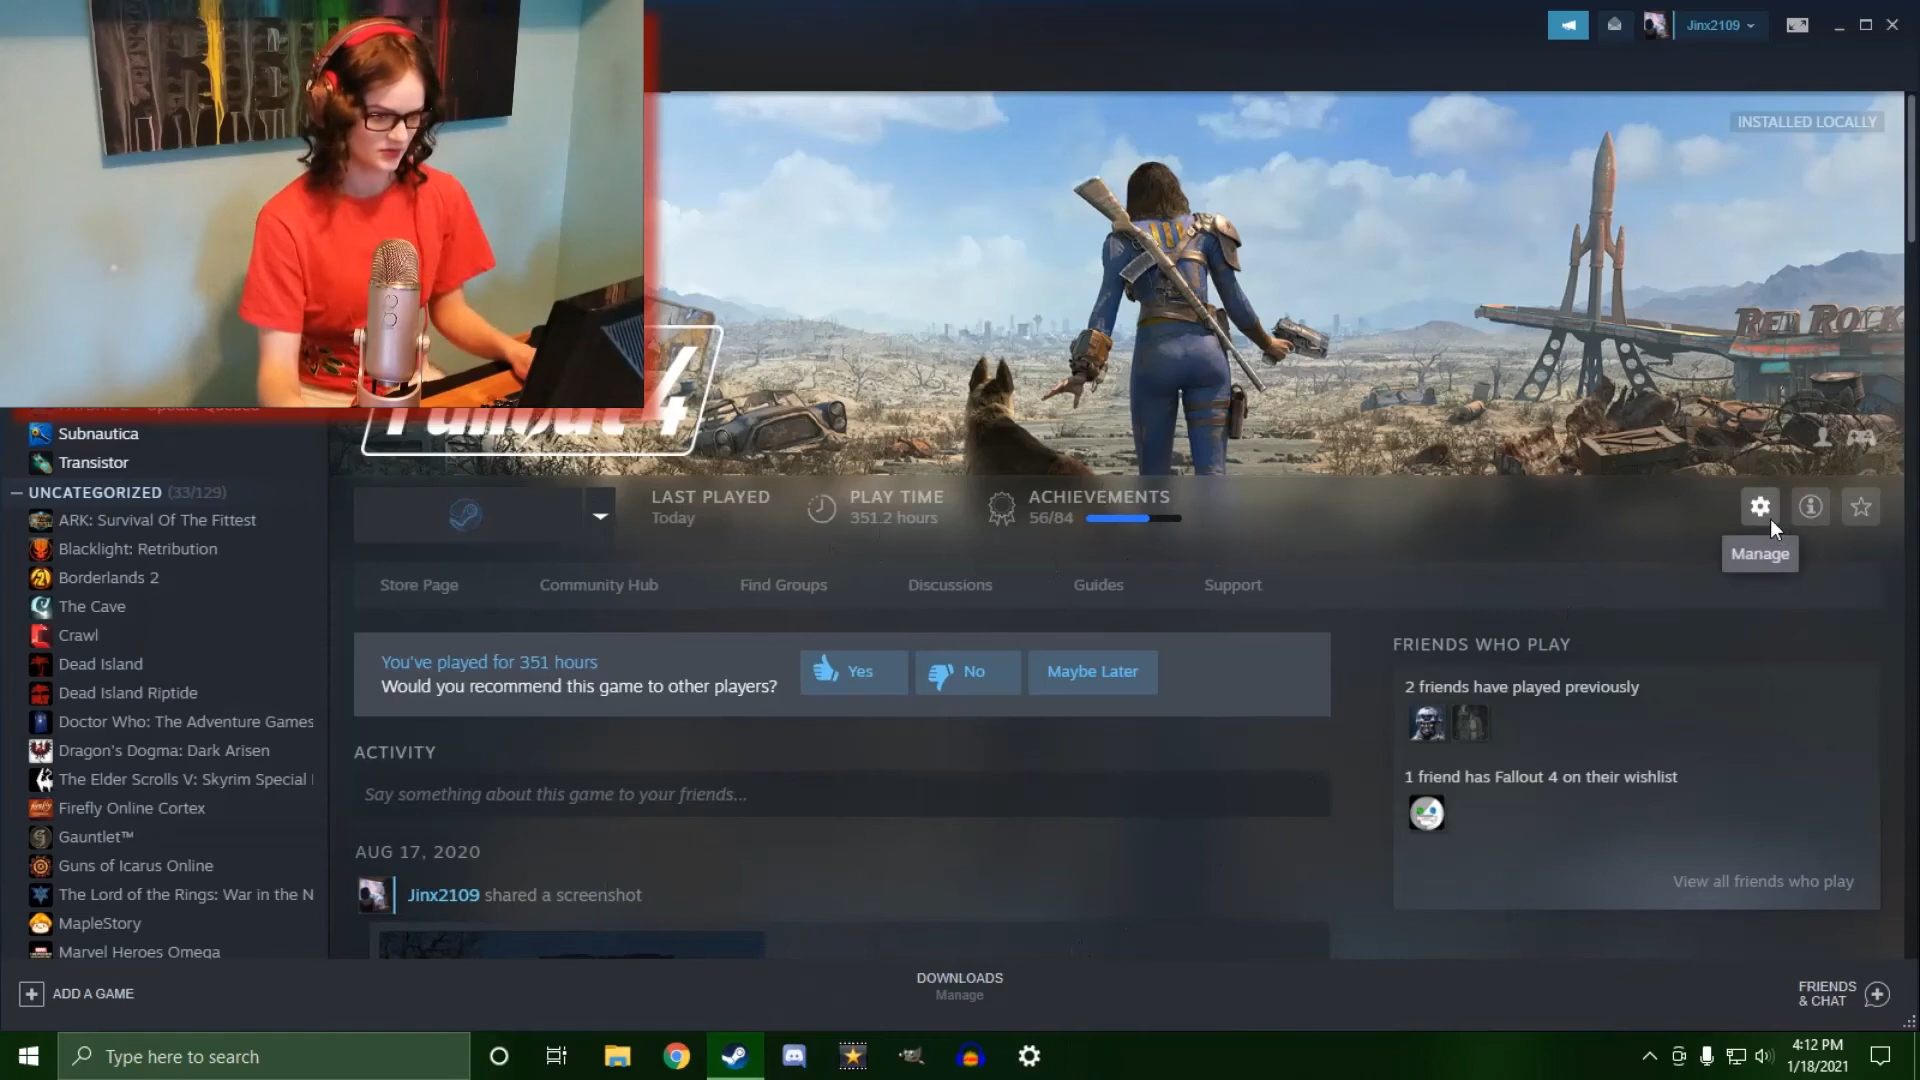 Jinx2109
INSTALLED LOCALLY
RED ROCK
Fallout 4
Subnautica
Transistor
UNCATEGORIZED (33/129)
ARK: Survival Of The Fittest
Blacklight: Retribution
Borderlands 2
The Cave
Crawl
Dead Island
Dead Island Riptide
Doctor Who: The Adventure Games
Dragon's Dogma: Dark Arisen
The Elder Scrolls V: Skyrim Special
Firefly Online Cortex
Gauntlet™
Guns of Icarus Online
The Lord of the Rings: War in the N
MapleStory
Marvel Heroes Omega
LAST PLAYED
Today
PLAY TIME
351.2 hours
ACHIEVEMENTS
56/84
Manage
Store Page
Community Hub
Find Groups
Discussions
Guides
Support
You've played for 351 hours
Would you recommend this game to other players?
Yes
No
Maybe Later
FRIENDS WHO PLAY
2 friends have played previously
1 friend has Fallout 4 on their wishlist
View all friends who play
ACTIVITY
Say something about this game to your friends...
AUG 17, 2020
Jinx2109 shared a screenshot
ADD A GAME
DOWNLOADS
Manage
FRIENDS
& CHAT
Type here to search
4:12 PM
1/18/2021